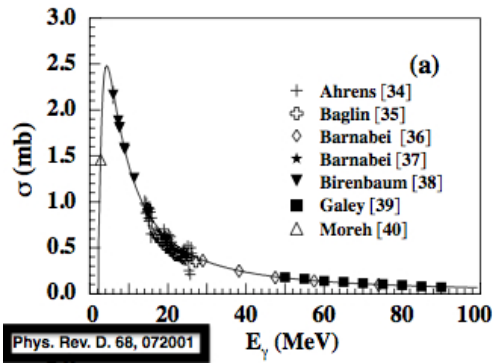 (a)
3.0
2.5
2.0
1.5
1.0
0.5
0.0
σ (mb)
Ahrens [34]
Baglin [35]
Barnabei [36]
Barnabei [37]
Birenbaum [38]
Galey [39]
Moreh [40]
0 20 40 60 80 100
Eγ (MeV)
Phys. Rev. D. 68, 072001